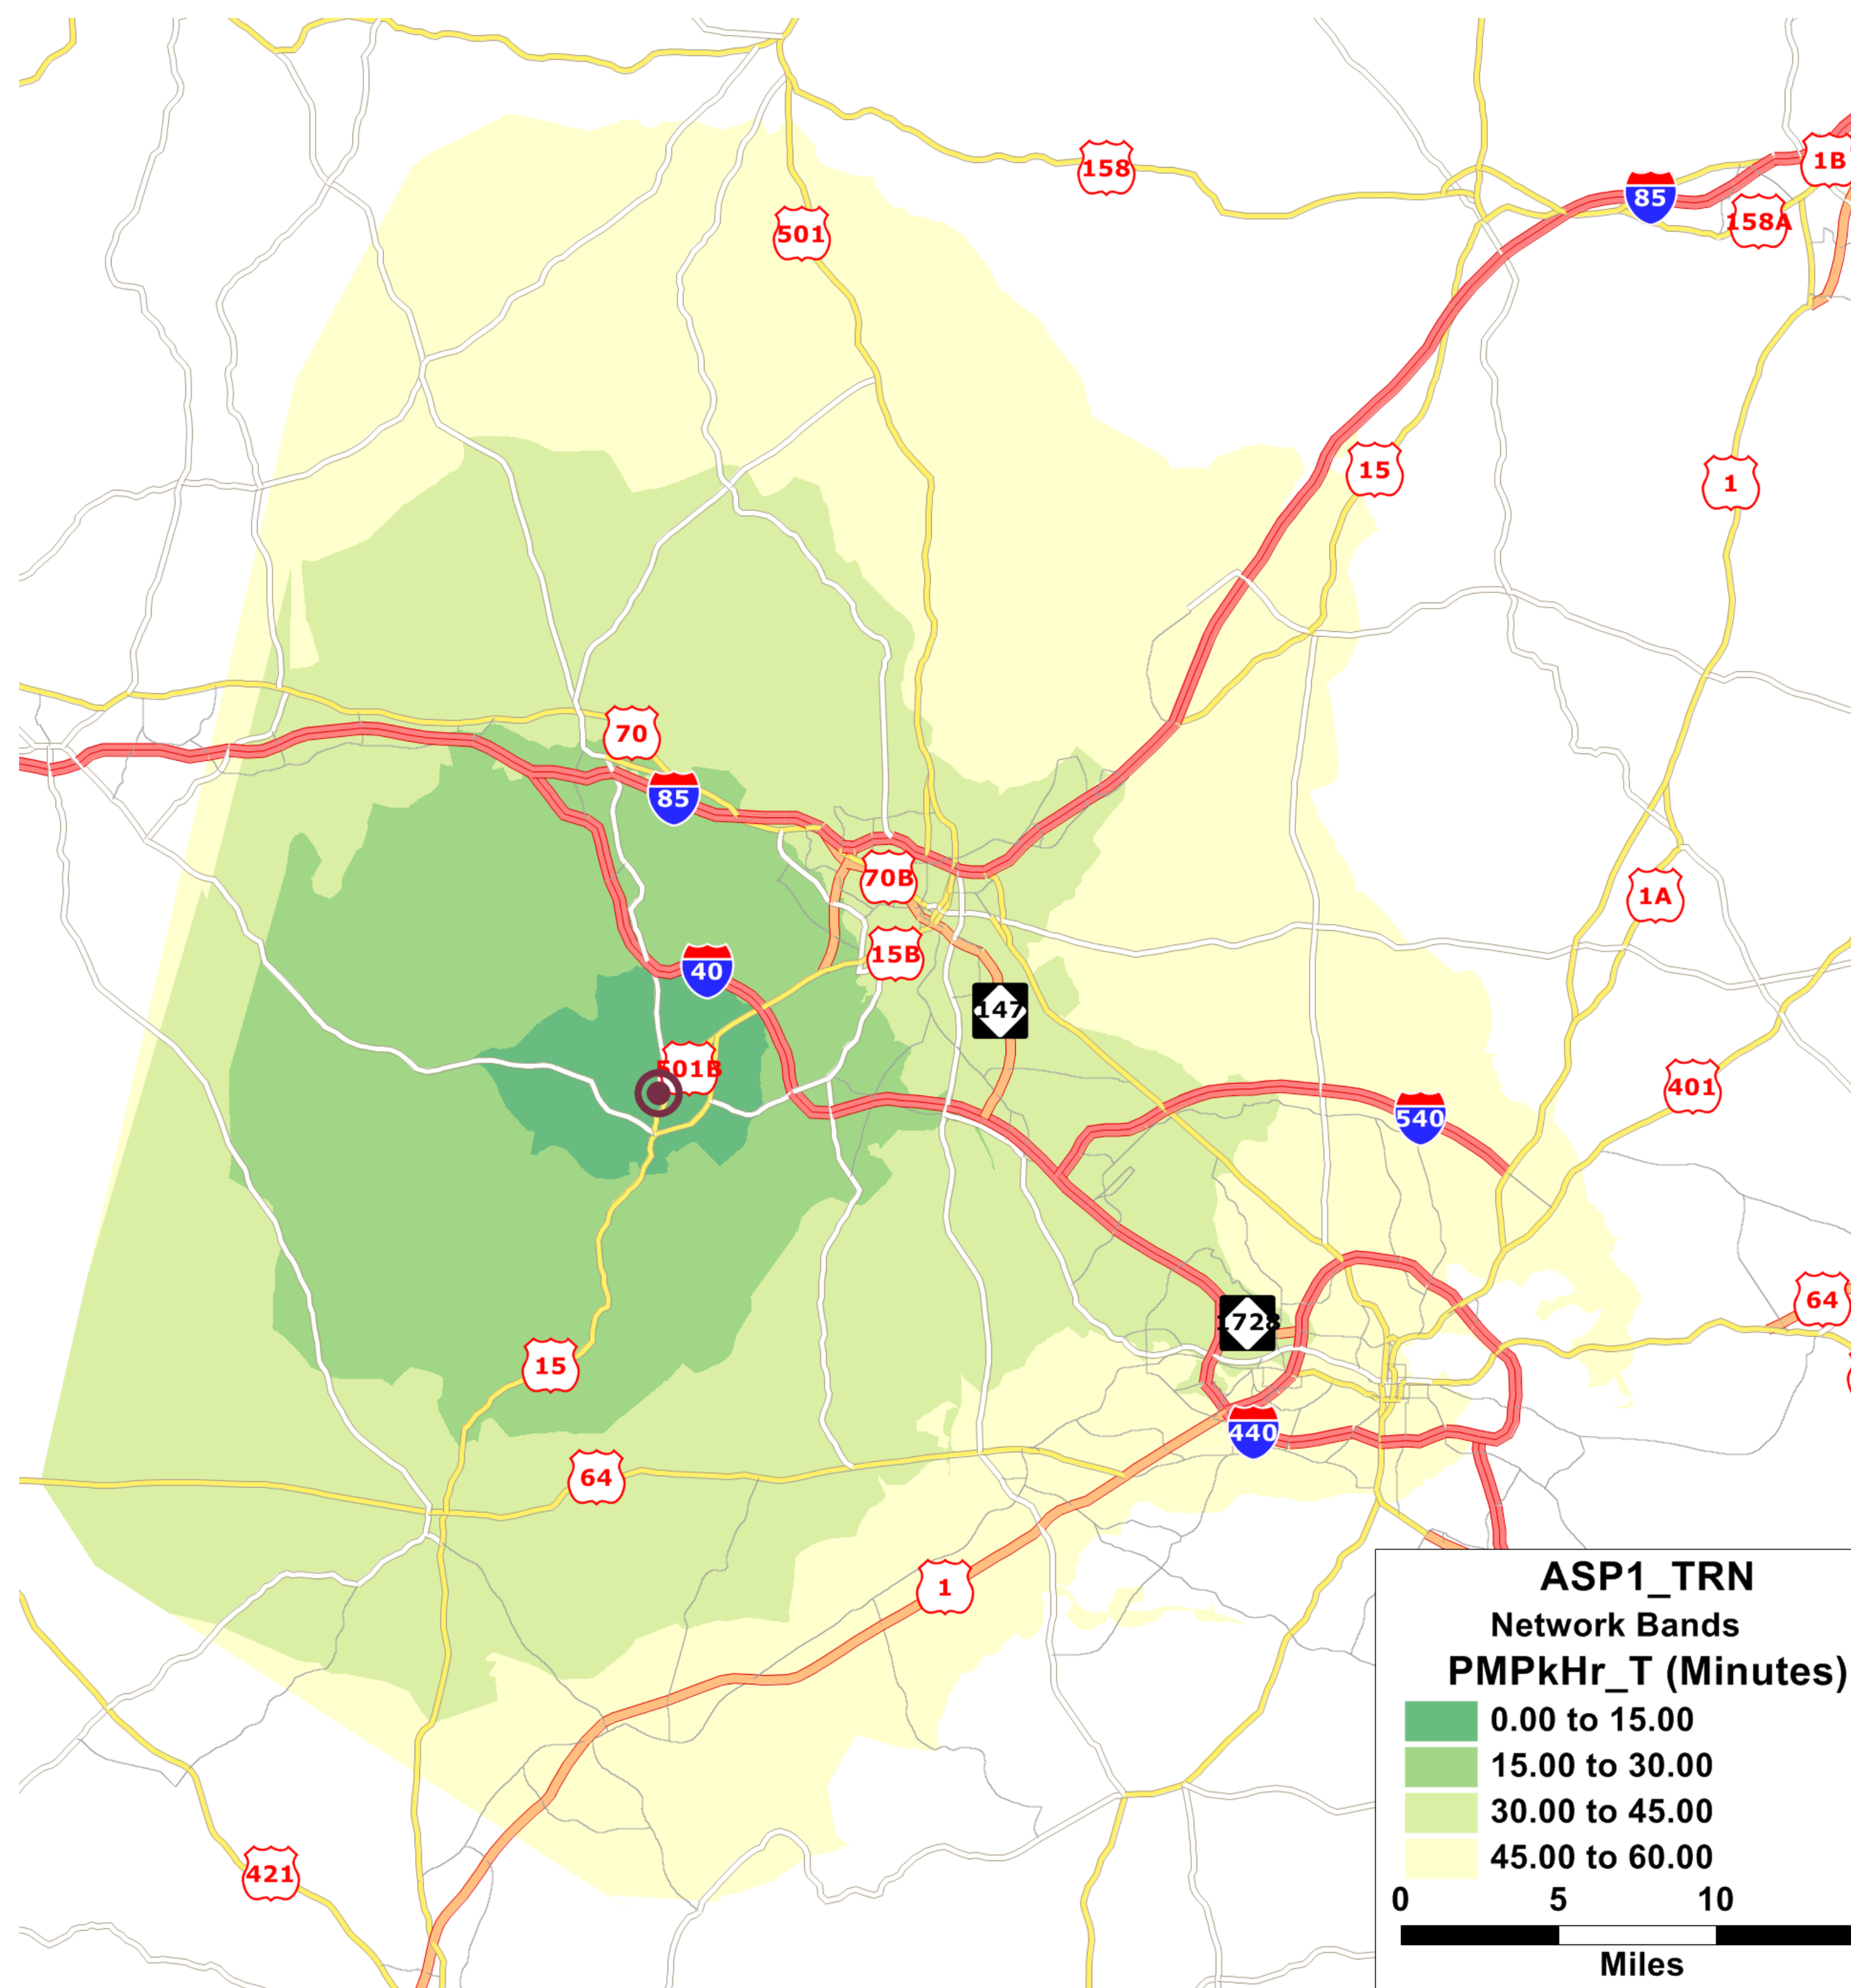 158
1B
85
158A
501
15
1
70
85
70B
1A
15B
40
147
501B
401
540
64
1728
15
440
64
1
421
ASP1_TRN
Network Bands
PMPkHr_T (Minutes)
0.00 to 15.00
15.00 to 30.00
30.00 to 45.00
45.00 to 60.00
0 5 10
Miles